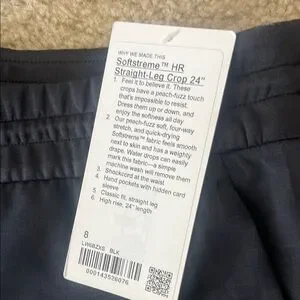 WHY WE MADE THIS
Softstreme™ HR
Straight-Leg Crop 24"
1. Feel it to believe it. These
crops have a peach-fuzz touch
that's impossible to resist.
Dress them up or down, and
enjoy the softness all day
2. Our peach-fuzz soft, four-way
stretch, and quick-drying
Softstreme™ fabric feels smooth
next to skin and has a weighty
drape. Water drops can easily
mark this fabric—a simple
machine wash will remove them
3. Shockcord at the waist
4. Hand pockets with hidden card
sleeve
5. Classic fit, straight leg
6. High rise, 24" length
8
LW6BZXS BLK
000143526076